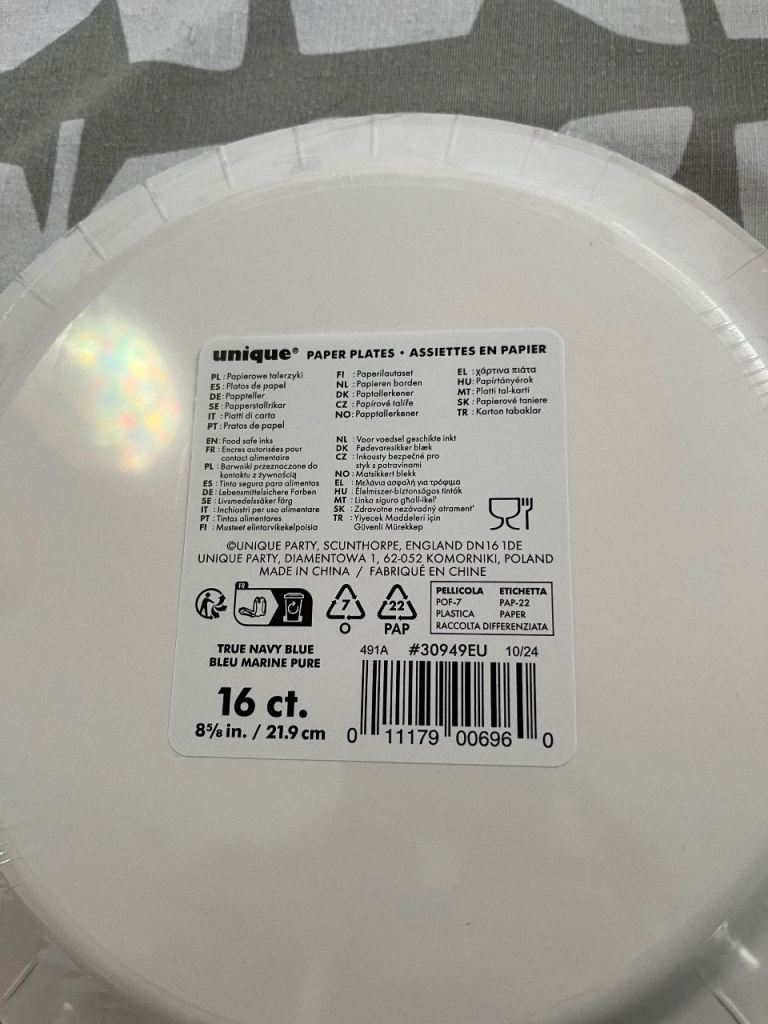 unique® PAPER PLATES • ASSIETTES EN PAPIER
PL : Papierowe talerzyki
ES : Platos de papel
DE : Pappteller
SE : Papperstallrikar
IT : Piatti di carta
PT : Pratos de papel
FI : Paperilautaset
NL : Papieren borden
DK : Paptallerkener
CZ : Papírové talíře
NO: Papptallerkener
EL : χάρτινα πιάτα
HU: Papírtányérok
MT: Platti tal-karti
SK : Papierové taniere
TR : Karton tabaklar
EN : Food safe inks
FR : Encres autorisées pour
contact alimentaire
PL : Barwniki przeznaczone do
kontaktu z żywnością
ES : Tinta segura para alimentos
DE : Lebensmittelsichere Farben
SE : Livsmedelssäker färg
IT : Inchiostri per uso alimentare
PT : Tintas alimentares
FI : Musteet elintarvikekelpoisia
NL : Voor voedsel geschikte inkt
DK Fødevaresikker blæk
CZ : Inkousty bezpečné pro
styk s potravinami
NO : Matsikkert blekk
EL : Μελάνια ασφαλή για τρόφιμα
HU : Élelmiszer-biztonságos tinták
MT : Linka sigura għall-ikel'
SK : Zdravotne nezávadný atrament'
TR : Yiyecek Maddeleri için
Güvenli Mürekkep
©UNIQUE PARTY, SCUNTHORPE, ENGLAND DN16 1DE
UNIQUE PARTY, DIAMENTOWA 1, 62-052 KOMORNIKI, POLAND
MADE IN CHINA / FABRIQUÉ EN CHINE
FR
7
O
22
PAP
PELLICOLA ETICHETTA
POF-7 PAP-22
PLASTICA PAPER
RACCOLTA DIFFERENZIATA
TRUE NAVY BLUE
BLEU MARINE PURE
491A #30949EU 10/24
16 ct.
8⅝ in. / 21.9 cm
0 11179 00696 0